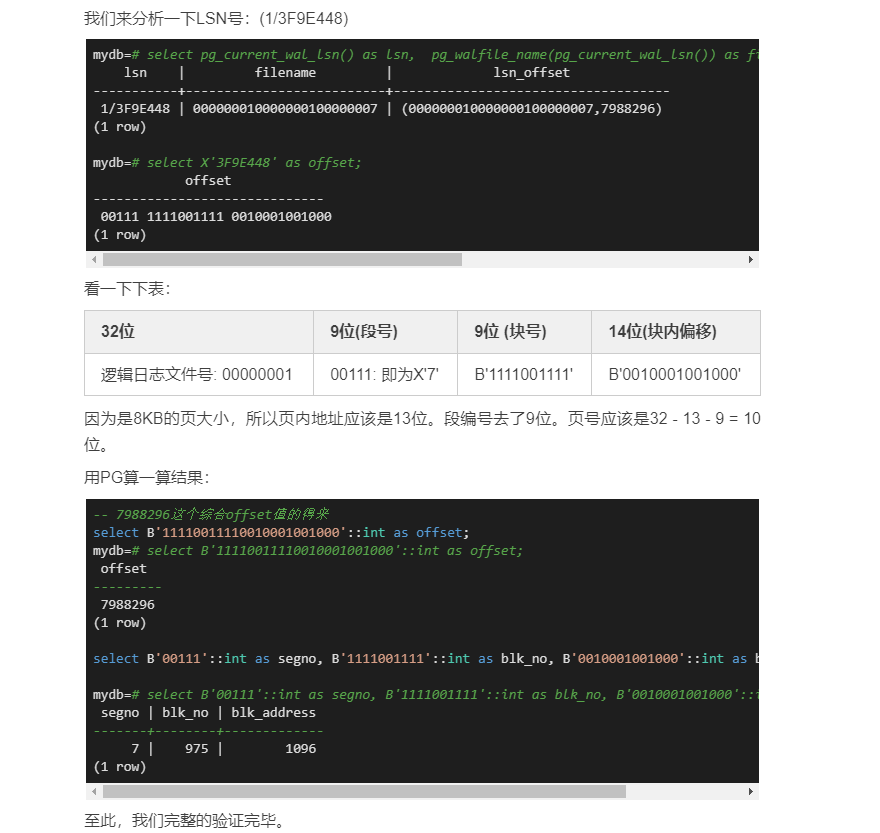 我们来分析一下LSN号：(1/3F9E448)
mydb=# select pg_current_wal_lsn() as lsn,  pg_walfile_name(pg_current_wal_lsn()) as fi
lsn | filename | lsn_offset
-----------+--------------------------+------------------------------------
1/3F9E448 | 000000010000000100000007 | (000000010000000100000007,7988296)
(1 row)
mydb=# select X'3F9E448' as offset;
offset
------------------------------
00111 1111001111 0010001001000
(1 row)
看一下下表：
32位 9位(段号) 9位 (块号) 14位(块内偏移)
逻辑日志文件号: 00000001 00111: 即为X'7' B'1111001111' B'0010001001000'
因为是8KB的页大小，所以页内地址应该是13位。段编号去了9位。页号应该是32 - 13 - 9 = 10
位。
用PG算一算结果：
-- 7988296这个综合offset值的得来
select B'11110011110010001001000'::int as offset;
mydb=# select B'11110011110010001001000'::int as offset;
offset
---------
7988296
(1 row)
select B'00111'::int as segno, B'1111001111'::int as blk_no, B'0010001001000'::int as b
mydb=# select B'00111'::int as segno, B'1111001111'::int as blk_no, B'0010001001000'::i
segno | blk_no | blk_address
-------+--------+-------------
7 | 975 | 1096
(1 row)
至此，我们完整的验证完毕。